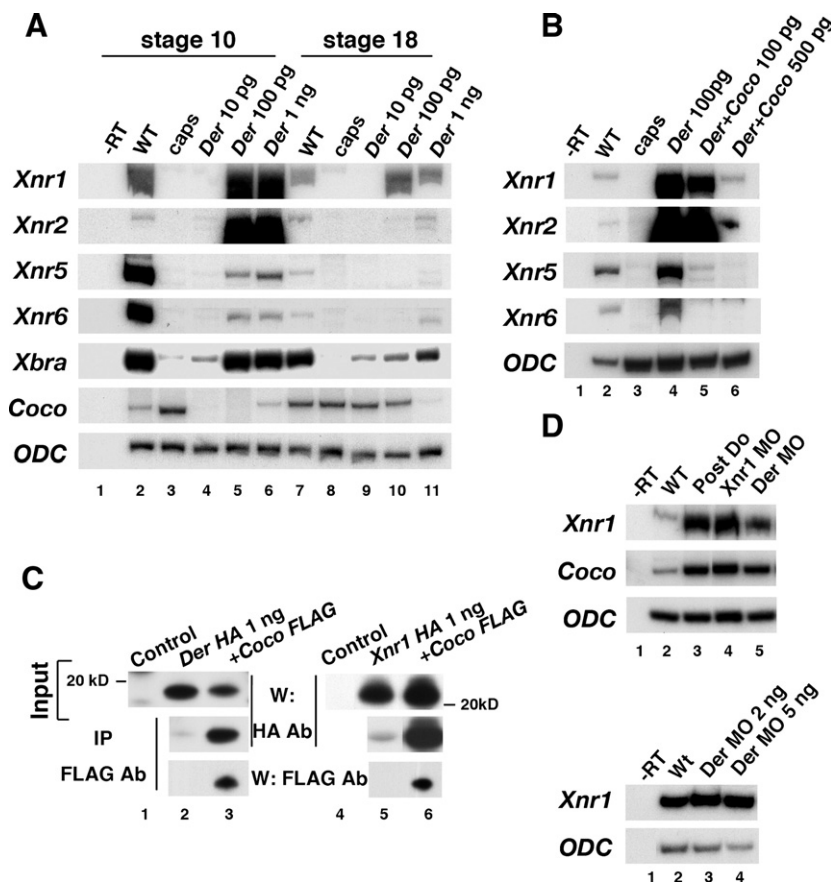 A
stage 10 stage 18
-RT WT caps Der 10 pg Der 100 pg Der 1 ng WT caps Der 10 pg Der 100 pg Der 1 ng
Xnr1
Xnr2
Xnr5
Xnr6
Xbra
Coco
ODC
1 2 3 4 5 6 7 8 9 10 11
B
-RT WT caps Der 100pg Der+Coco 100 pg Der+Coco 500 pg
Xnr1
Xnr2
Xnr5
Xnr6
ODC
1 2 3 4 5 6
C
Control Der HA 1 ng +Coco FLAG Control Xnr1 HA 1 ng +Coco FLAG
Input
20 kD
W:
20kD
IP
HA Ab
FLAG Ab
W: FLAG Ab
1 2 3 4 5 6
D
-RT WT Post Do Xnr1 MO Der MO
Xnr1
Coco
ODC
1 2 3 4 5
-RT Wt Der MO 2 ng Der MO 5 ng
Xnr1
ODC
1 2 3 4